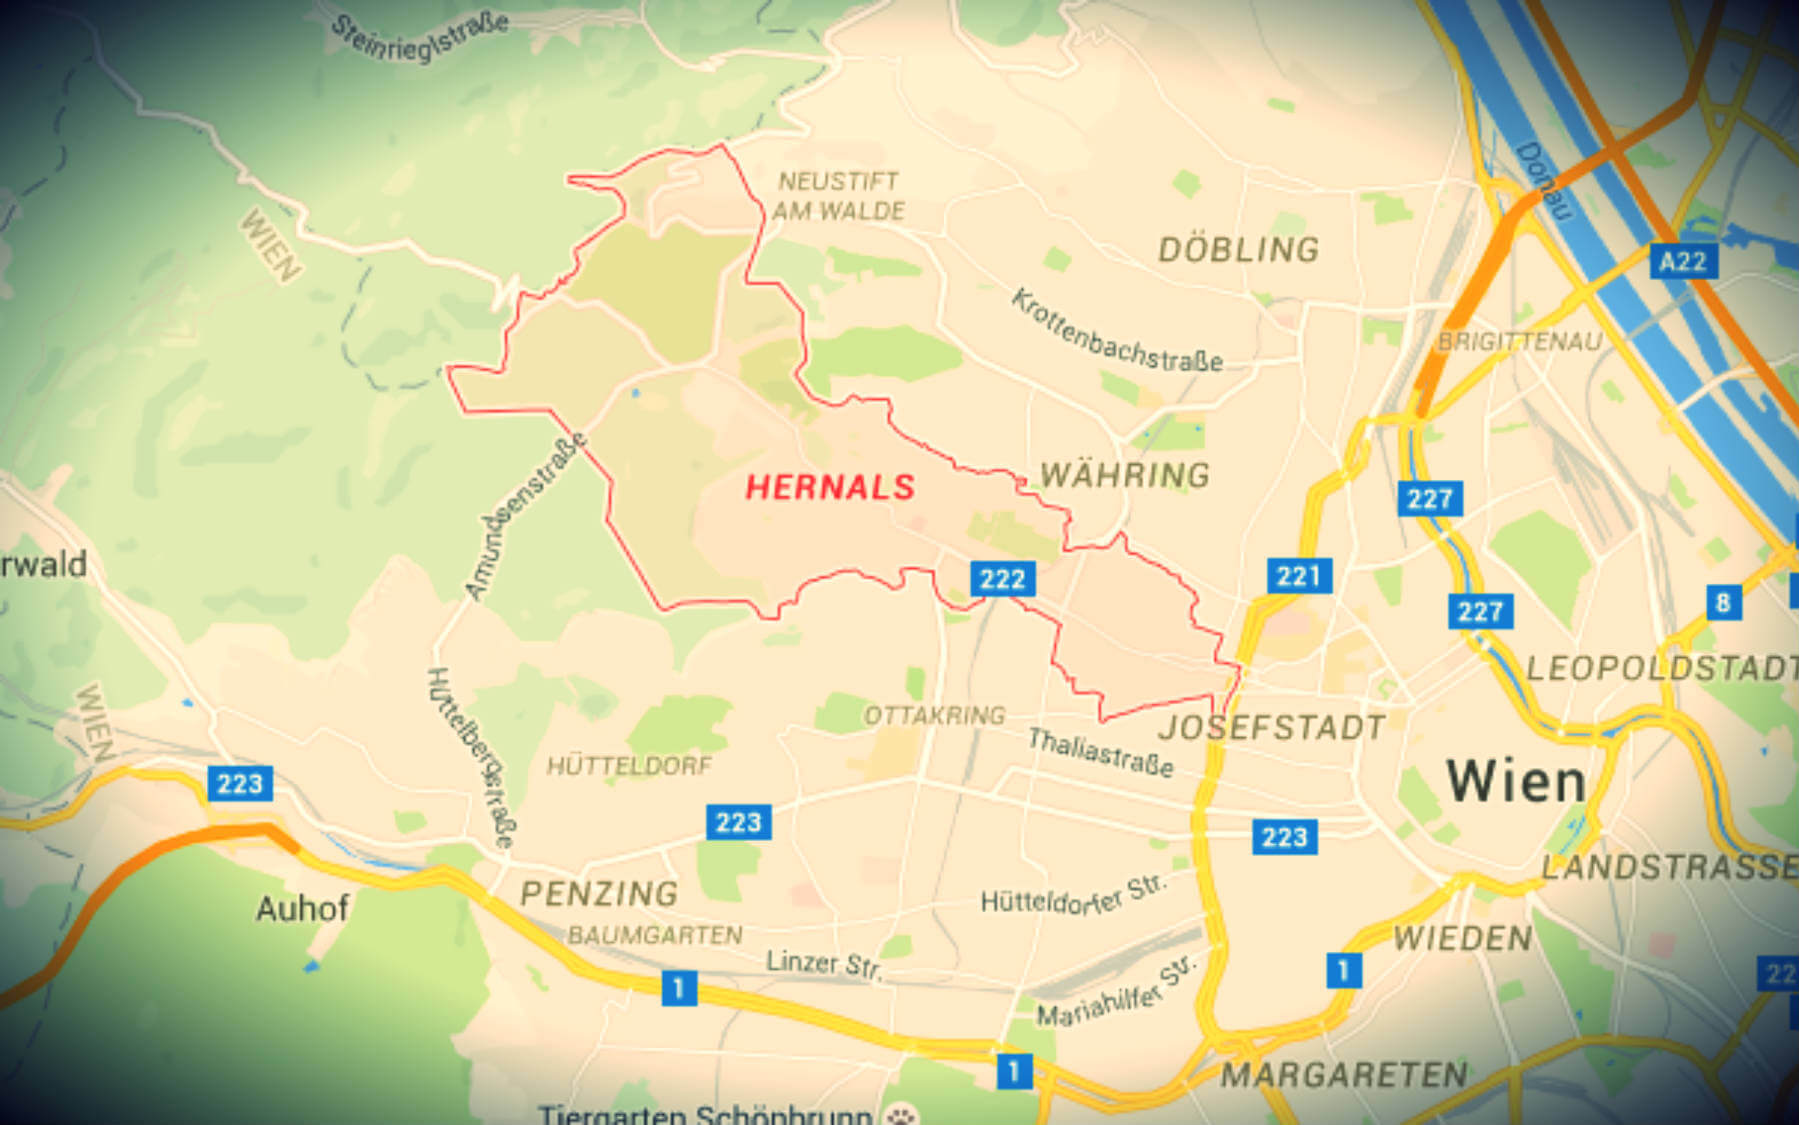 Steinrieglstraße
NEUSTIFT
AM WALDE
Donau
WIEN
DÖBLING
A22
Krottenbachstraße
BRIGITTENAU
Amundsenstraße
HERNALS
WÄHRING
227
rwald
222
221
227
8
WIEN
Hüttelbergstraße
HÜTTELDORF
OTTAKRING
JOSEFSTADT
LEOPOLDSTADT
Thaliastraße
Wien
223
223
223
LANDSTRASSE
Auhof
PENZING
Hütteldorfer Str.
BAUMGARTEN
WIEDEN
Linzer Str.
1
Mariahilfer Str.
1
22
1
MARGARETEN
Tiergarten Schönbrunn